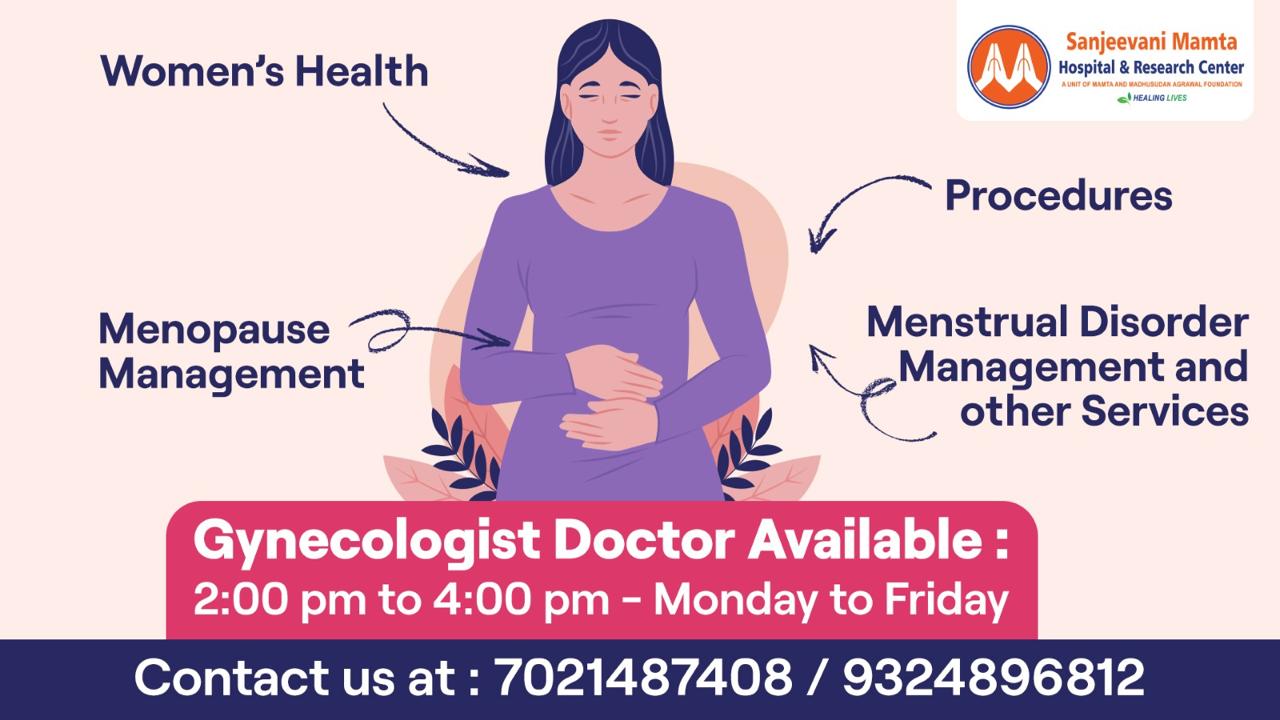 Women's Health
Sanjeevani Mamta
Hospital & Research Center
A UNIT OF MAMTA AND MADHUSUDAN AGRAWAL FOUNDATION
HEALING LIVES
Procedures
Menopause
Management
Menstrual Disorder
Management and
other Services
Gynecologist Doctor Available :
2:00 pm to 4:00 pm - Monday to Friday
Contact us at : 7021487408 / 9324896812